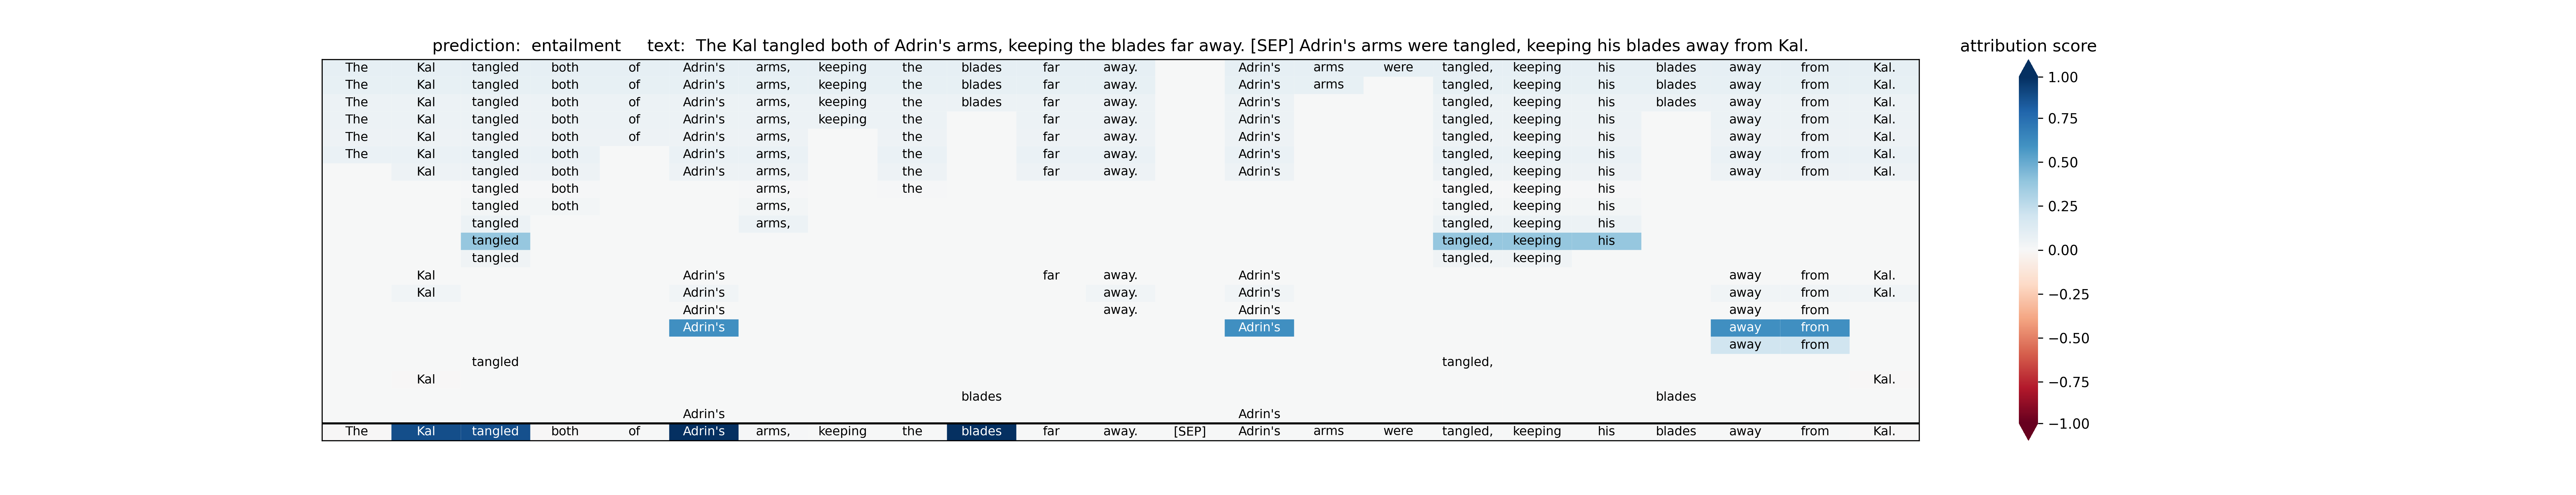 prediction:  entailment     text:  The Kal tangled both of Adrin's arms, keeping the blades far away. [SEP] Adrin's arms were tangled, keeping his blades away from Kal.
attribution score
The Kal tangled both of Adrin's arms, keeping the blades far away. Adrin's arms were tangled, keeping his blades away from Kal.
The Kal tangled both of Adrin's arms, keeping the blades far away. Adrin's arms tangled, keeping his blades away from Kal.
The Kal tangled both of Adrin's arms, keeping the blades far away. Adrin's tangled, keeping his blades away from Kal.
The Kal tangled both of Adrin's arms, keeping the far away. Adrin's tangled, keeping his away from Kal.
The Kal tangled both of Adrin's arms, the far away. Adrin's tangled, keeping his away from Kal.
The Kal tangled both Adrin's arms, the far away. Adrin's tangled, keeping his away from Kal.
Kal tangled both Adrin's arms, the far away. Adrin's tangled, keeping his away from Kal.
tangled both arms, the tangled, keeping his
tangled both arms, tangled, keeping his
tangled arms, tangled, keeping his
tangled tangled, keeping his
tangled tangled, keeping
Kal Adrin's far away. Adrin's away from Kal.
Kal Adrin's away. Adrin's away from Kal.
Adrin's away. Adrin's away from
Adrin's Adrin's away from
away from
tangled tangled,
Kal Kal.
blades blades
Adrin's Adrin's
The Kal tangled both of Adrin's arms, keeping the blades far away. [SEP] Adrin's arms were tangled, keeping his blades away from Kal.
1.00
0.75
0.50
0.25
0.00
−0.25
−0.50
−0.75
−1.00